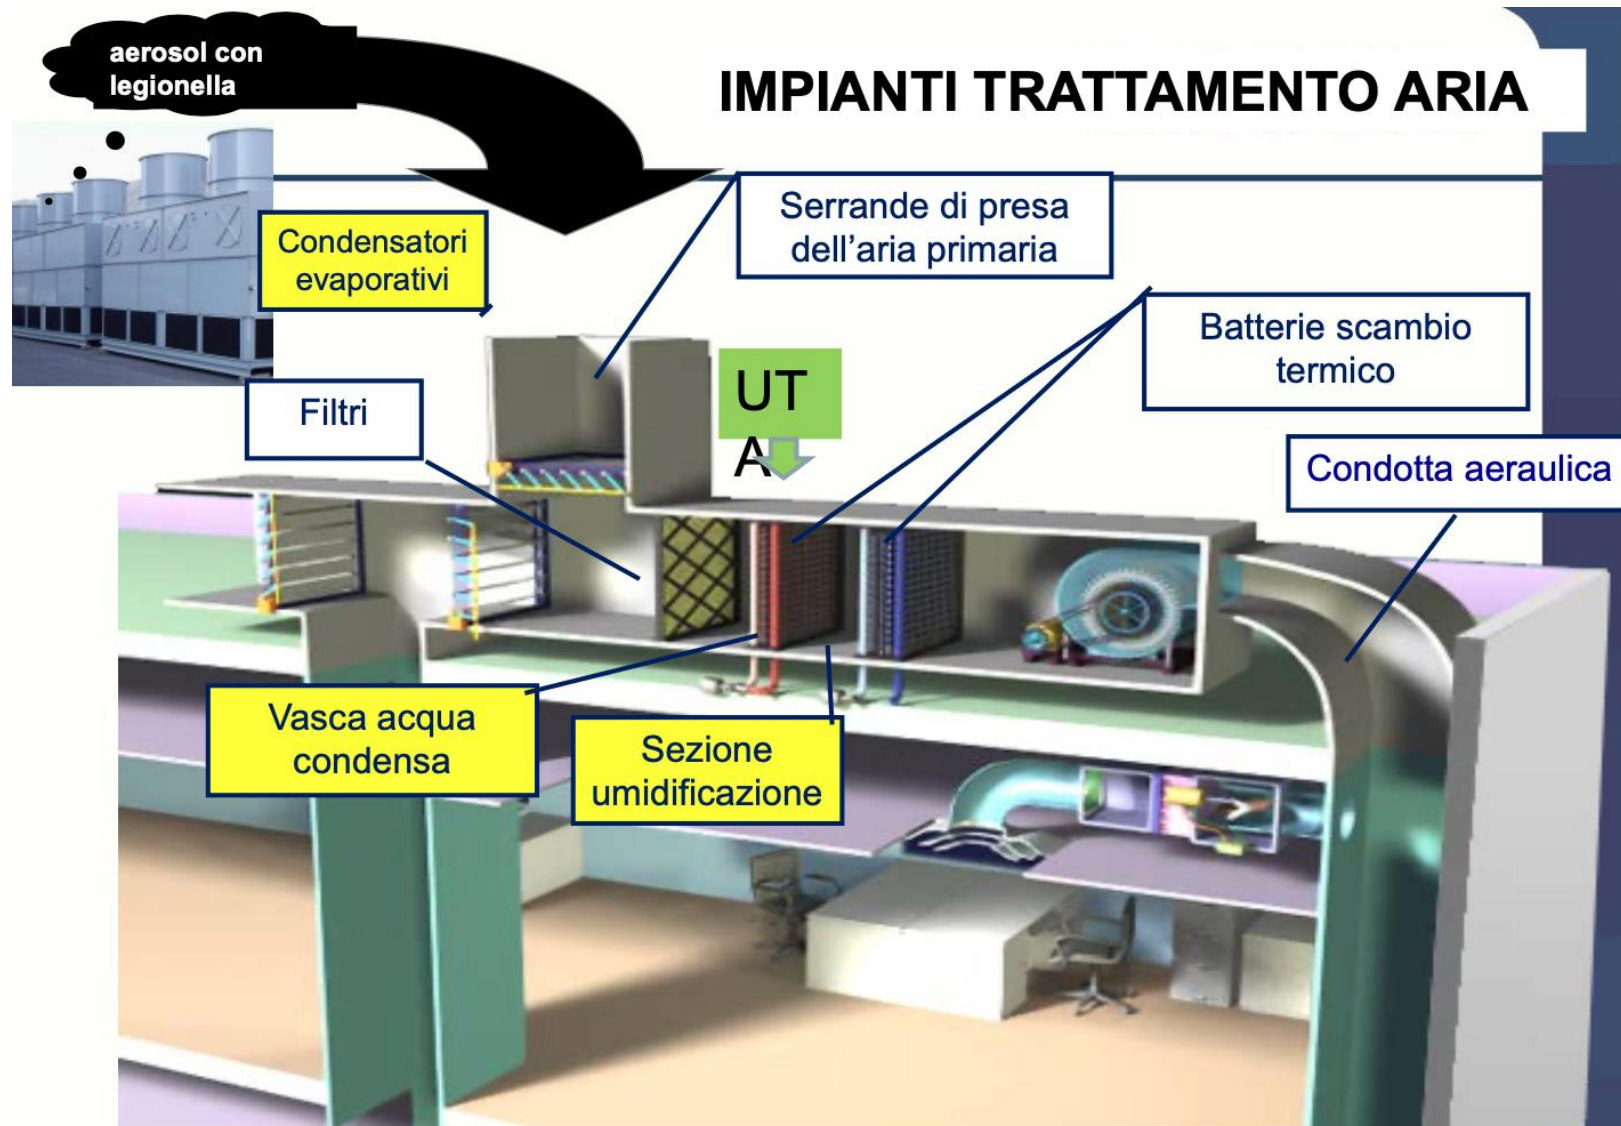 aerosol con
legionella
IMPIANTI TRATTAMENTO ARIA
Serrande di presa
dell'aria primaria
Condensatori
evaporativi
Batterie scambio
termico
UT
A
Filtri
Condotta aeraulica
Vasca acqua
condensa
Sezione
umidificazione